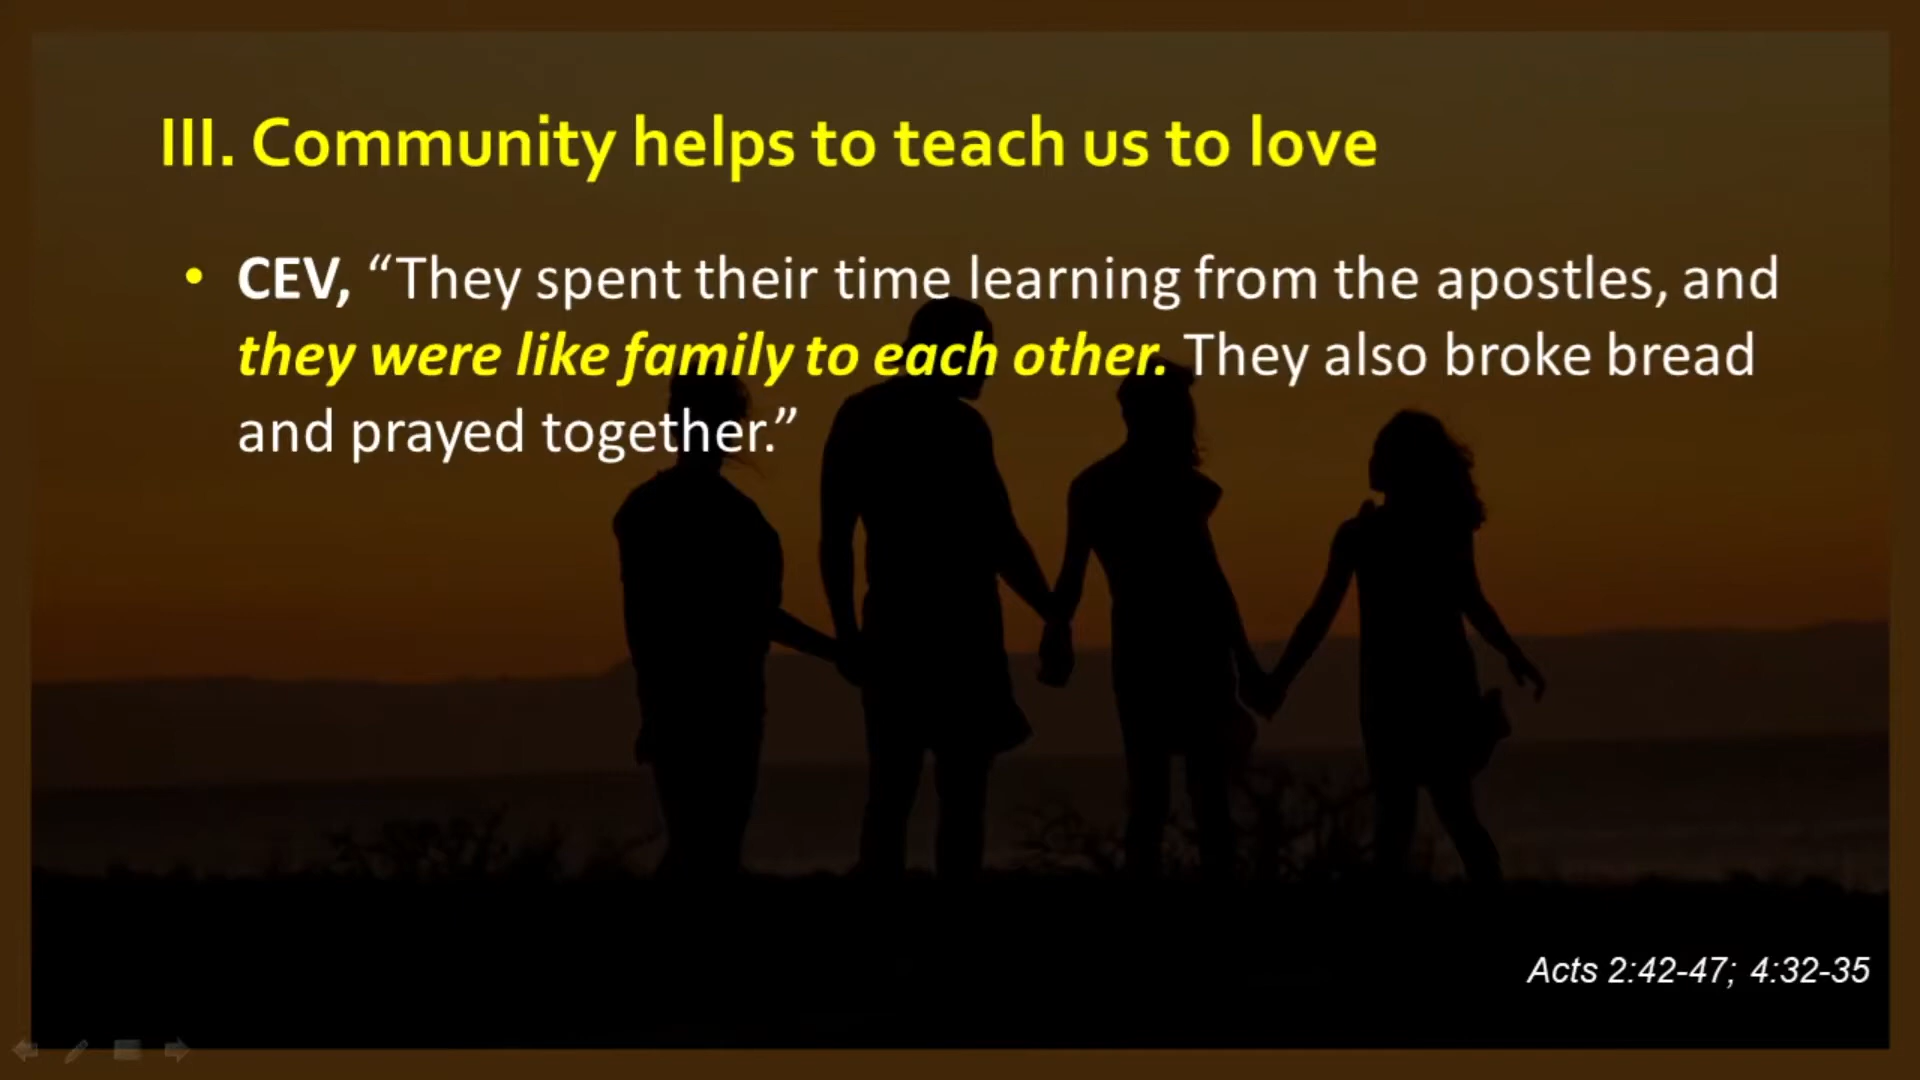 III. Community helps to teach us to love
• CEV, “They spent their time learning from the apostles, and
they were like family to each other. They also broke bread
and prayed together.”
Acts 2:42-47; 4:32-35